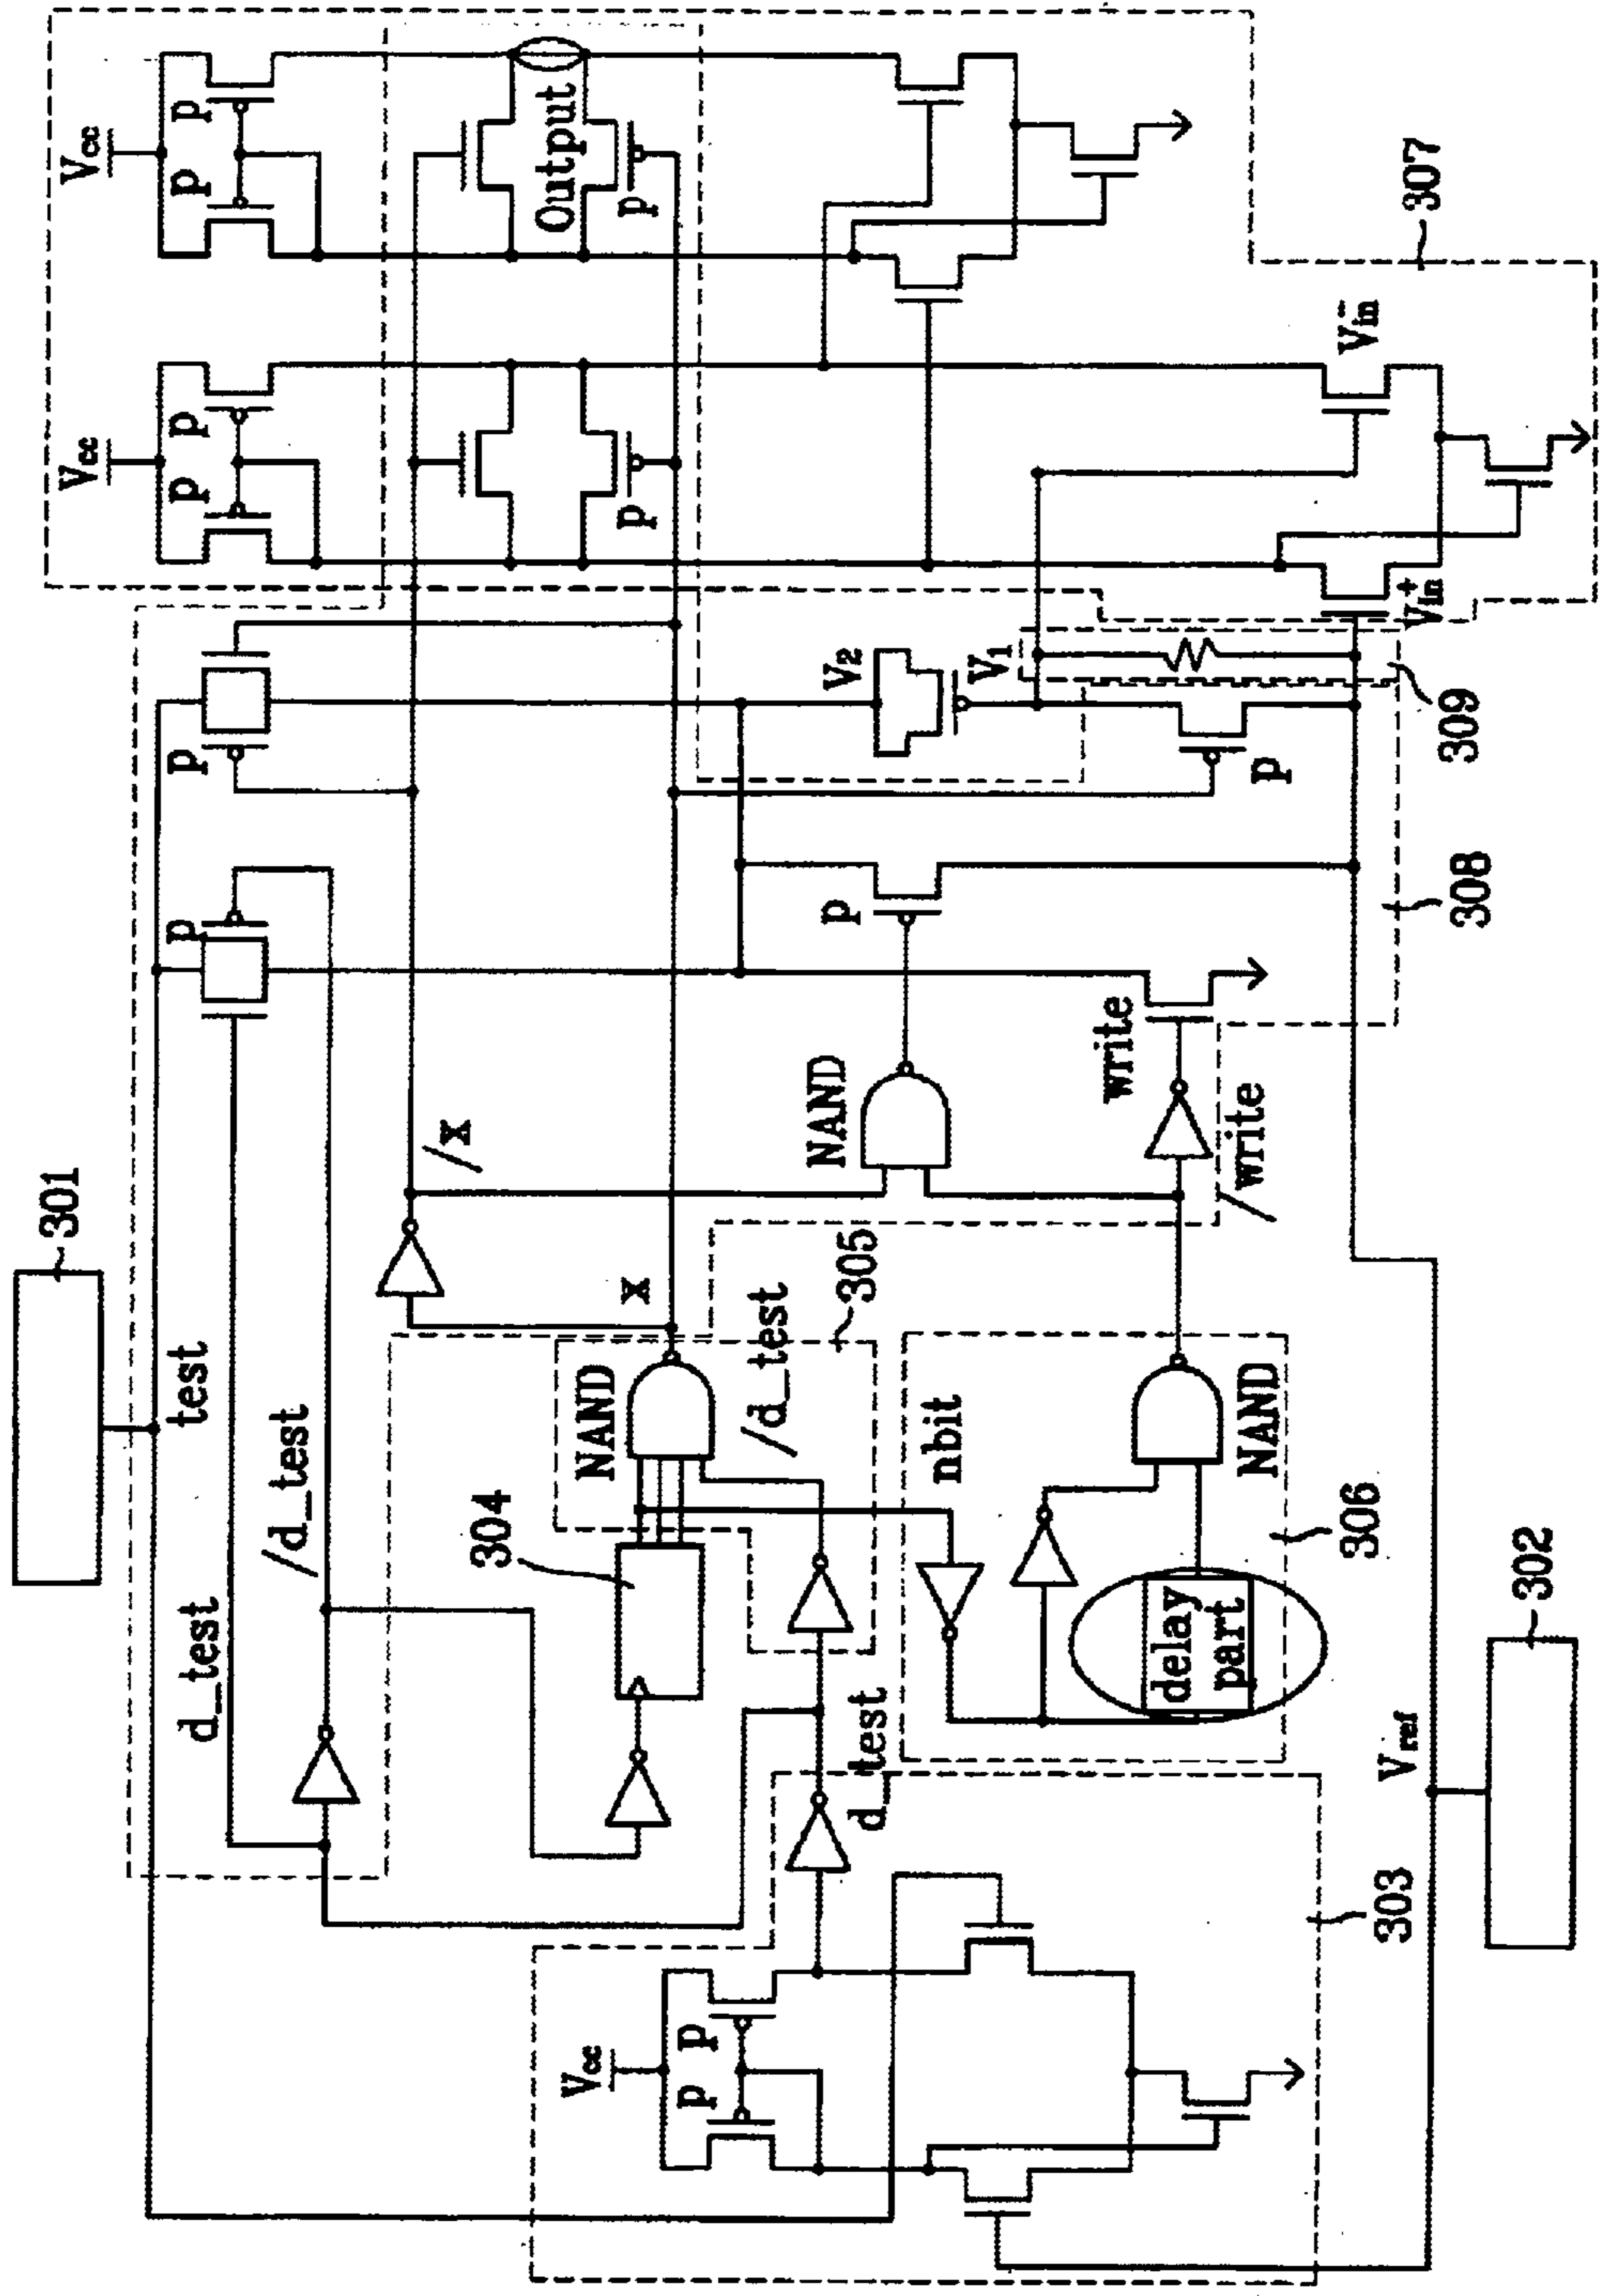 301
test
d_test
/d_test
p
p
Vcc
p
p
Vcc
p
p
/x
x
304
NAND
/d_test
305
Output
p
p
NAND
p
V2
V1
p
write
/write
nbit
NAND
306
delay
part
d_test
Vcc
p
p
303
Vref
302
307
Vin-
Vin+
309
308